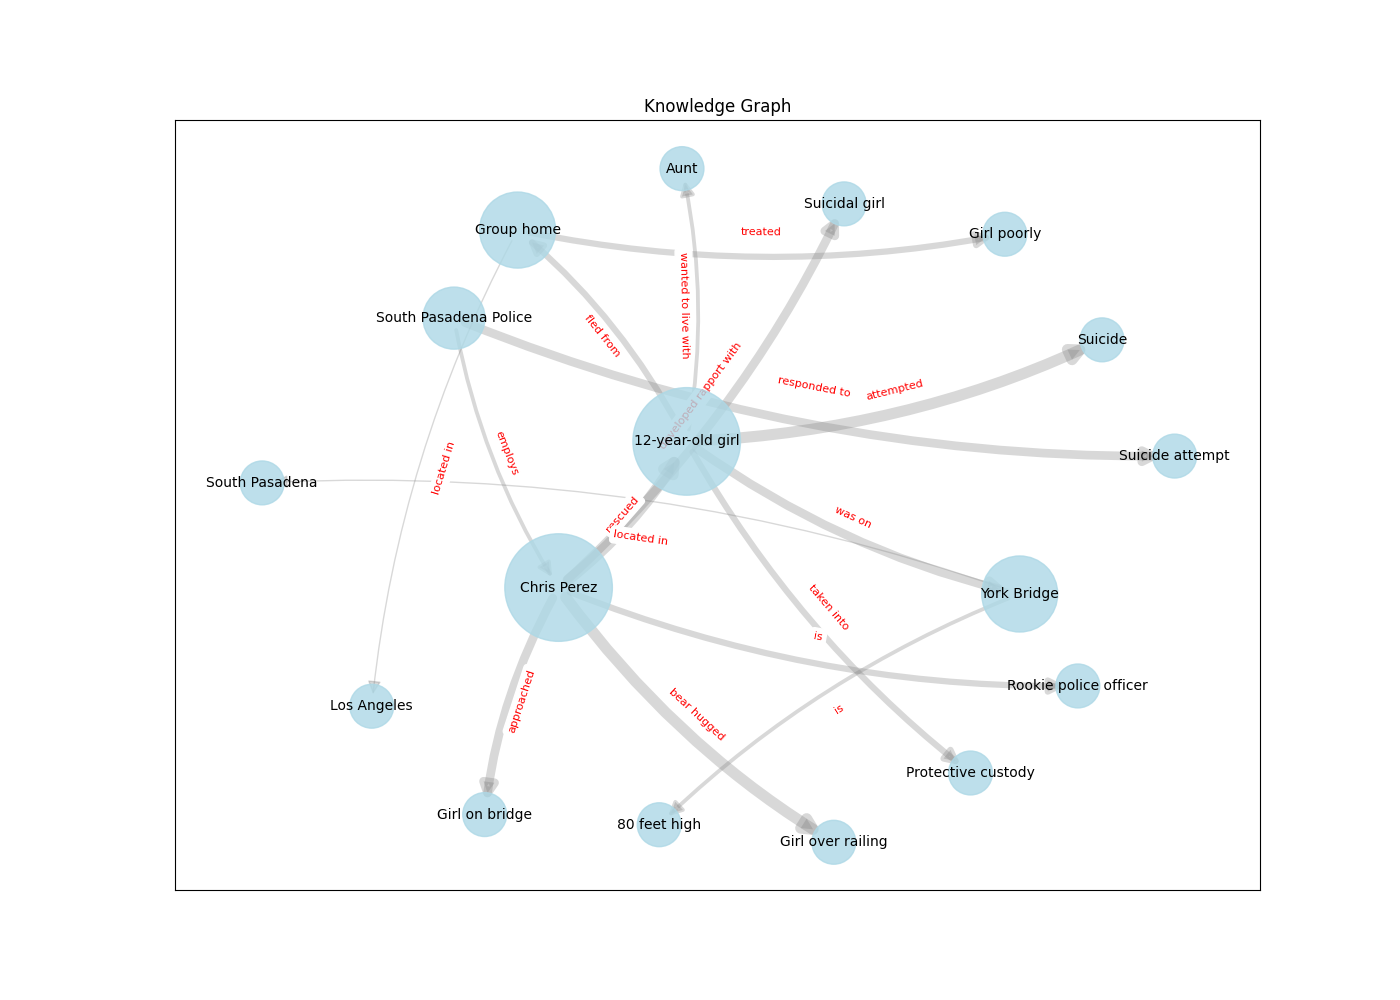 Knowledge Graph
Aunt
Suicidal girl
Group home
treated
Girl poorly
wanted to live with
South Pasadena Police
fled from
Suicide
rapport with
responded to
attempted
12-year-old girl
employs
located in
Suicide attempt
South Pasadena
rescued
was on
located in
Chris Perez
York Bridge
taken into
is
Rookie police officer
approached
bear hugged
Los Angeles
is
Protective custody
Girl on bridge
80 feet high
Girl over railing